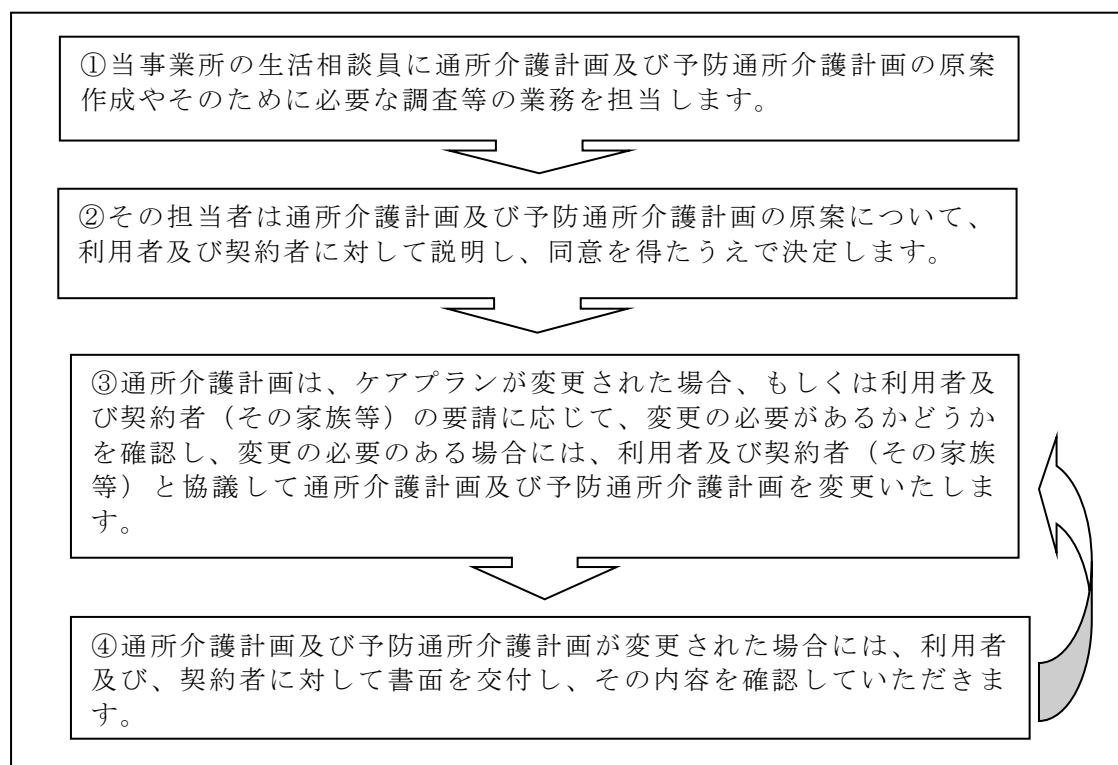 ①当事業所の生活相談員に通所介護計画及び予防通所介護計画の原案
作成やそのために必要な調査等の業務を担当します。
②その担当者は通所介護計画及び予防通所介護計画の原案について、
利用者及び契約者に対して説明し、同意を得たうえで決定します。
③通所介護計画は、ケアプランが変更された場合、もしくは利用者及
び契約者（その家族等）の要請に応じて、変更の必要があるかどうか
を確認し、変更の必要のある場合には、利用者及び契約者（その家族
等）と協議して通所介護計画及び予防通所介護計画を変更いたしま
す。
④通所介護計画及び予防通所介護計画が変更された場合には、利用者
及び、契約者に対して書面を交付し、その内容を確認していただきま
す。